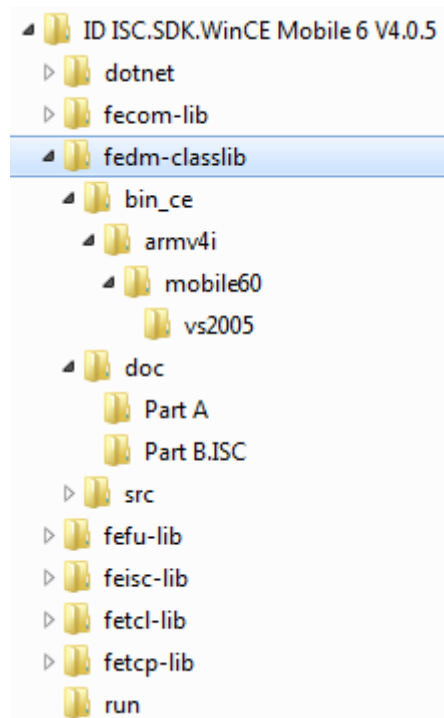 ID ISC.SDK.WinCE Mobile 6 V4.0.5
dotnet
fecom-lib
fedm-classlib
bin_ce
armv4i
mobile60
vs2005
doc
Part A
Part B.ISC
src
fefu-lib
feisc-lib
fetcl-lib
fetcp-lib
run